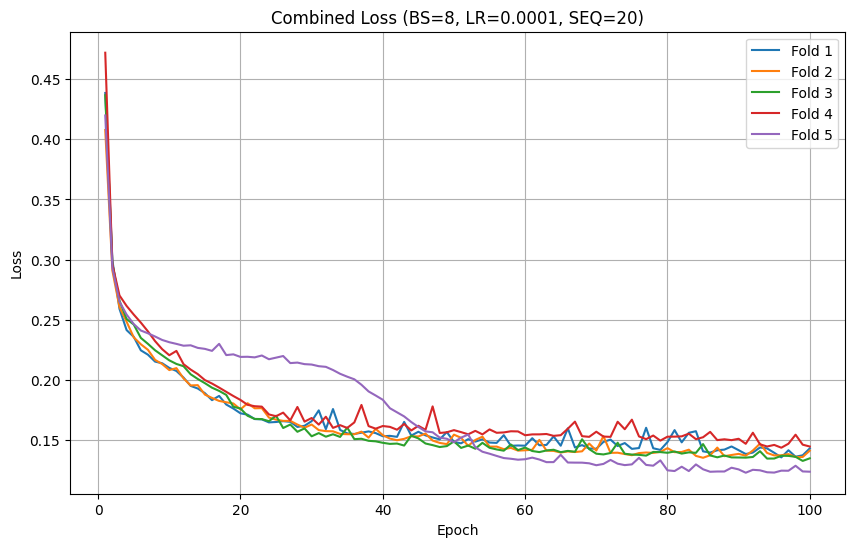 Combined Loss (BS=8, LR=0.0001, SEQ=20)
Fold 1
Fold 2
Fold 3
Fold 4
Fold 5
Loss
0.45
0.40
0.35
0.30
0.25
0.20
0.15
0
20
40
60
80
100
Epoch